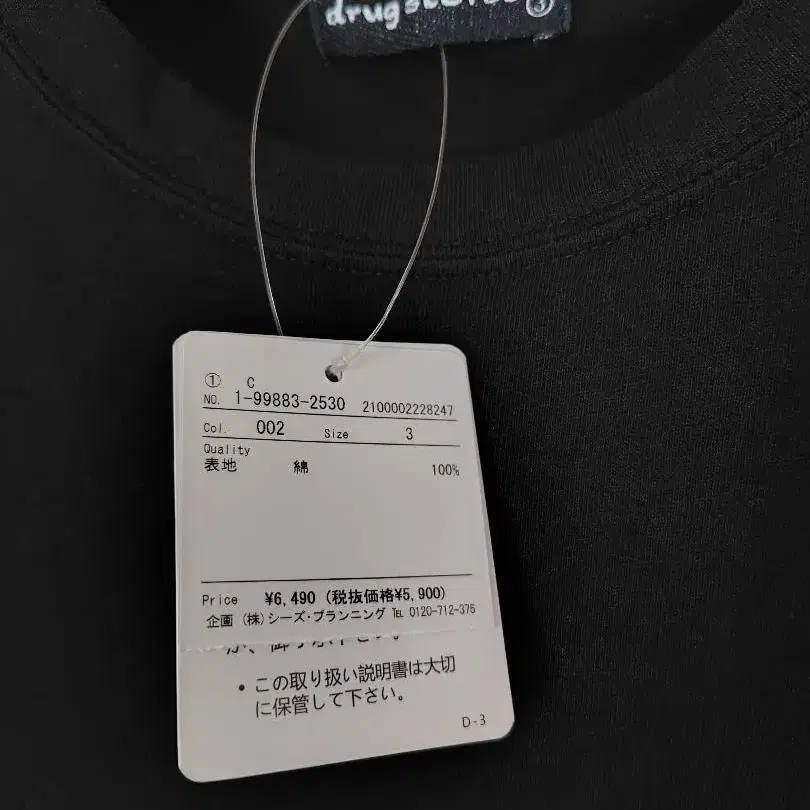 ③
① C
NO. 1-99883-2530 2100002228247
Col. 002 Size 3
Quality
表地 綿 100%
Price ¥6,490 (税抜価格¥5,900)
企画 (株)シーズ・プランニング TEL 0120-712-375
• この取り扱い説明書は大切
に保管して下さい。
D-3